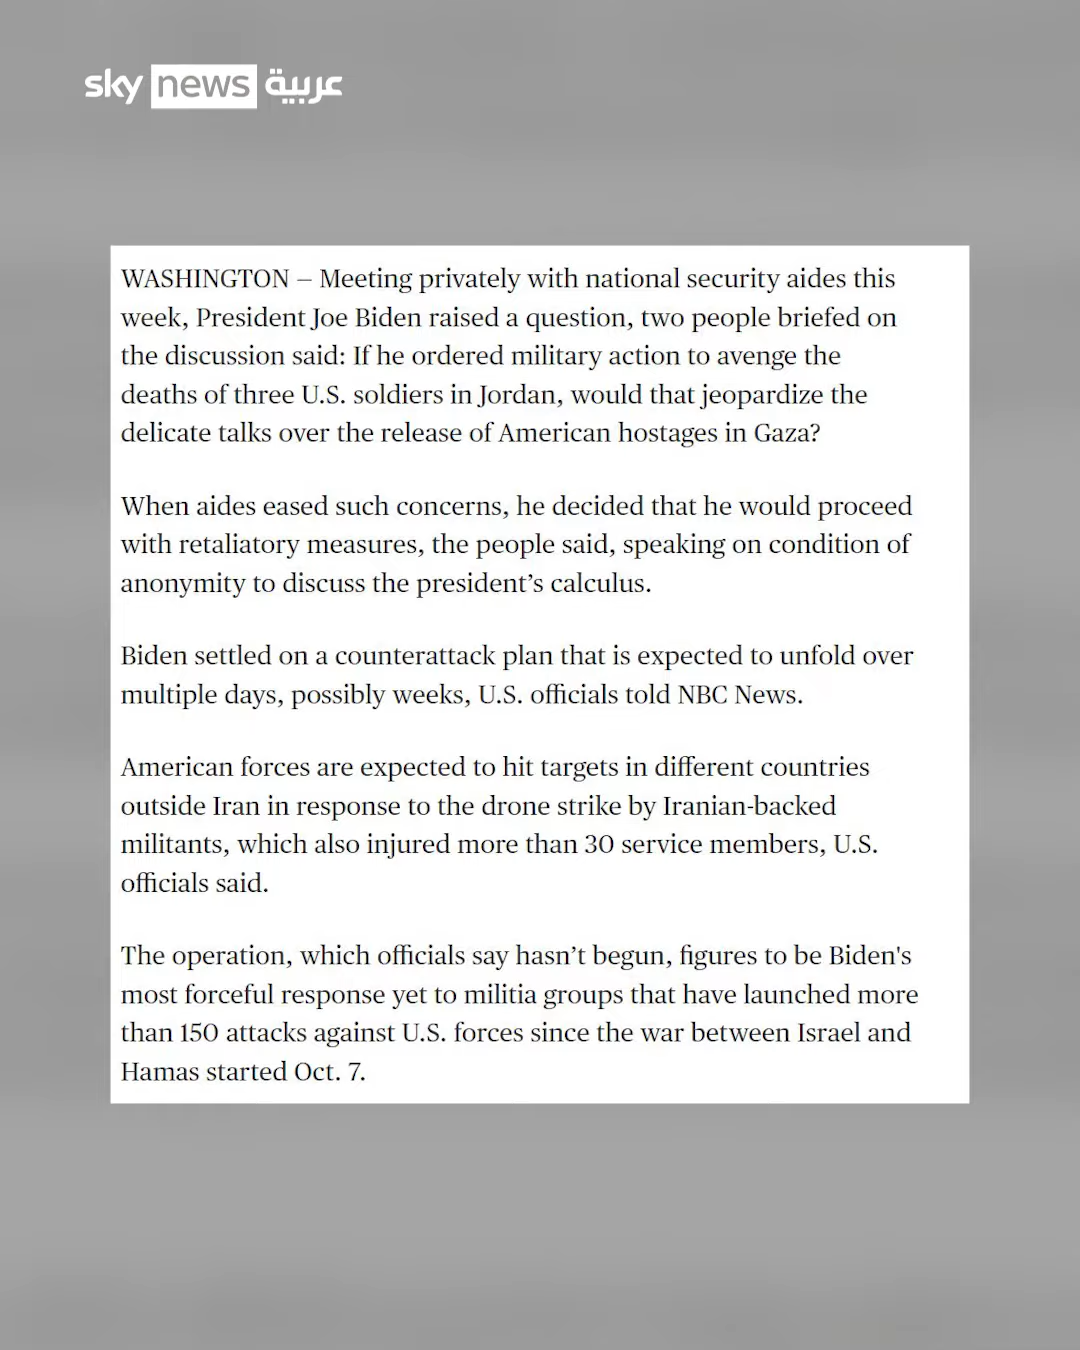 sky news عربية
WASHINGTON — Meeting privately with national security aides this
week, President Joe Biden raised a question, two people briefed on
the discussion said: If he ordered military action to avenge the
deaths of three U.S. soldiers in Jordan, would that jeopardize the
delicate talks over the release of American hostages in Gaza?
When aides eased such concerns, he decided that he would proceed
with retaliatory measures, the people said, speaking on condition of
anonymity to discuss the president’s calculus.
Biden settled on a counterattack plan that is expected to unfold over
multiple days, possibly weeks, U.S. officials told NBC News.
American forces are expected to hit targets in different countries
outside Iran in response to the drone strike by Iranian-backed
militants, which also injured more than 30 service members, U.S.
officials said.
The operation, which officials say hasn’t begun, figures to be Biden's
most forceful response yet to militia groups that have launched more
than 150 attacks against U.S. forces since the war between Israel and
Hamas started Oct. 7.